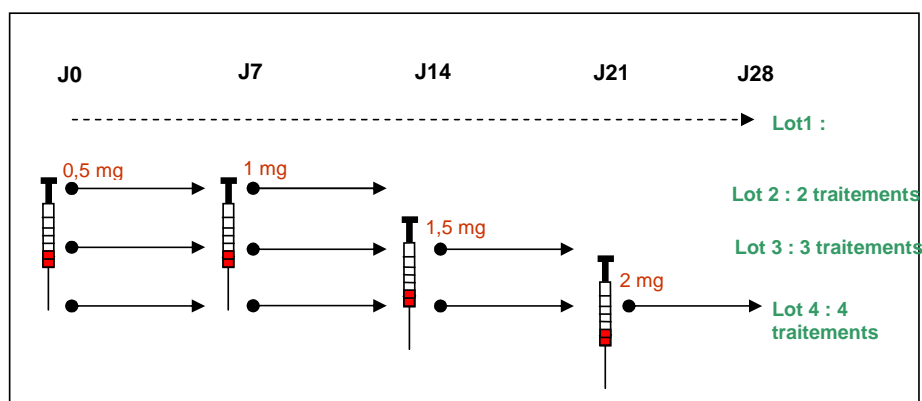 J0
J7
J14
J21
J28
Lot1 :
0,5 mg
1 mg
Lot 2 : 2 traitements
1,5 mg
Lot 3 : 3 traitements
2 mg
Lot 4 : 4
traitements